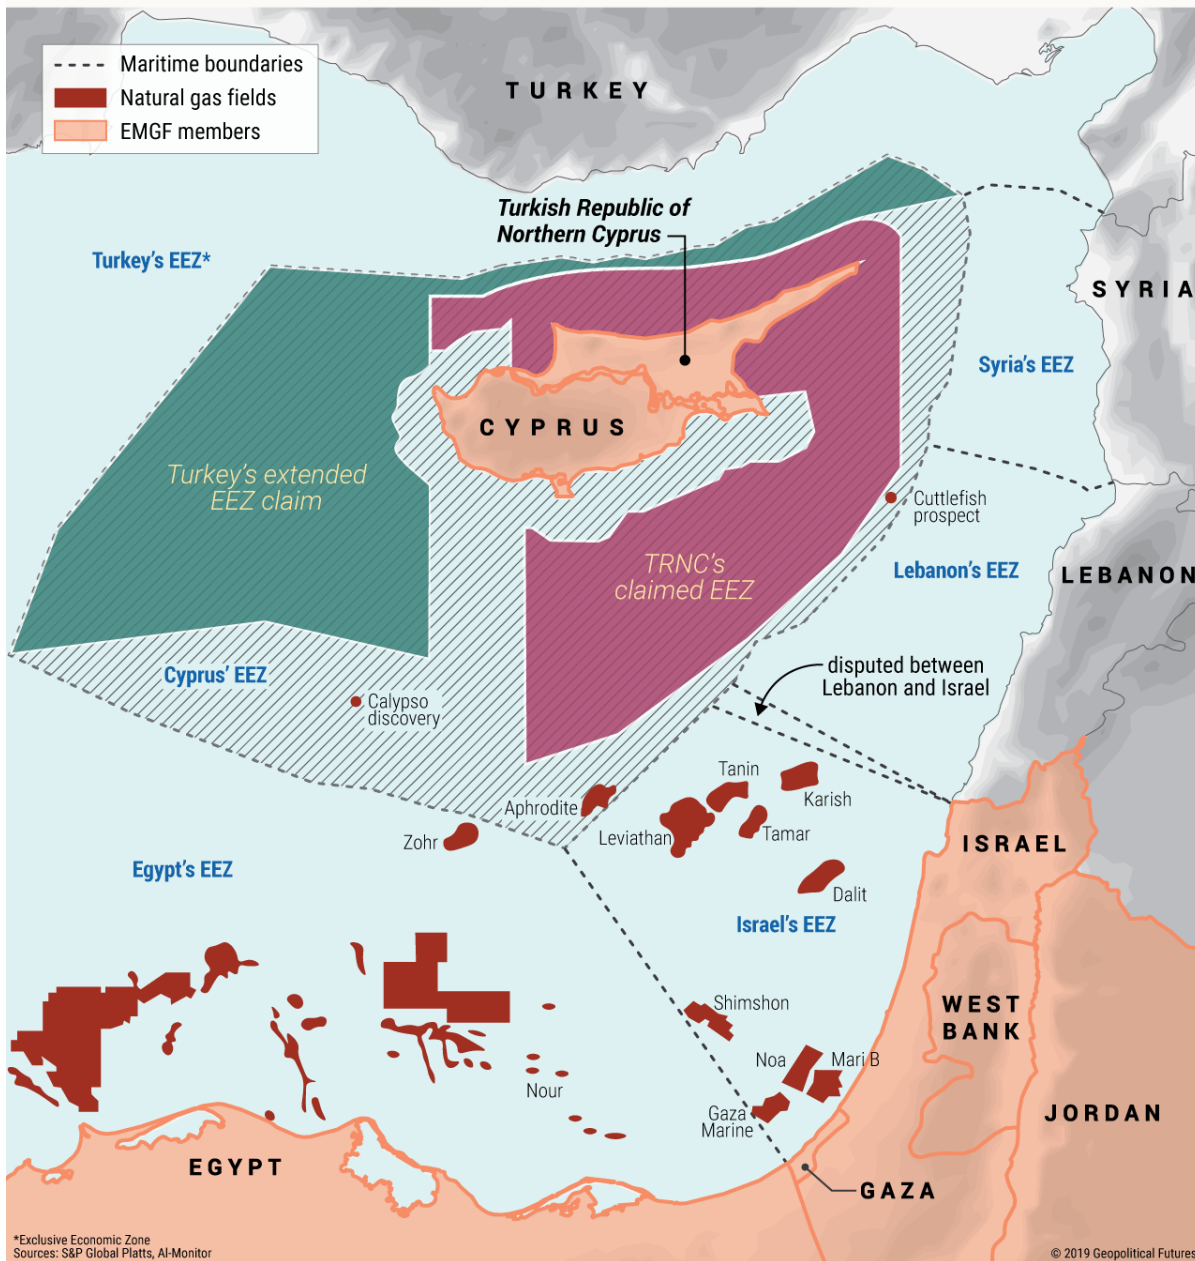 Maritime boundaries
Natural gas fields
EMGF members
TURKEY
Turkish Republic of
Northern Cyprus
Turkey's EEZ*
SYRIA
Syria's EEZ
CYPRUS
Turkey's extended
EEZ claim
Cuttlefish
prospect
TRNC's
claimed EEZ
Lebanon's EEZ
LEBANON
Cyprus' EEZ
disputed between
Lebanon and Israel
Calypso
discovery
Tanin
Karish
Aphrodite
Leviathan
Tamar
Zohr
ISRAEL
Egypt's EEZ
Dalit
Israel's EEZ
Shimshon
WEST
BANK
Noa
Mari B
Nour
Gaza
Marine
JORDAN
EGYPT
GAZA
*Exclusive Economic Zone
Sources: S&P Global Platts, Al-Monitor
© 2019 Geopolitical Futures